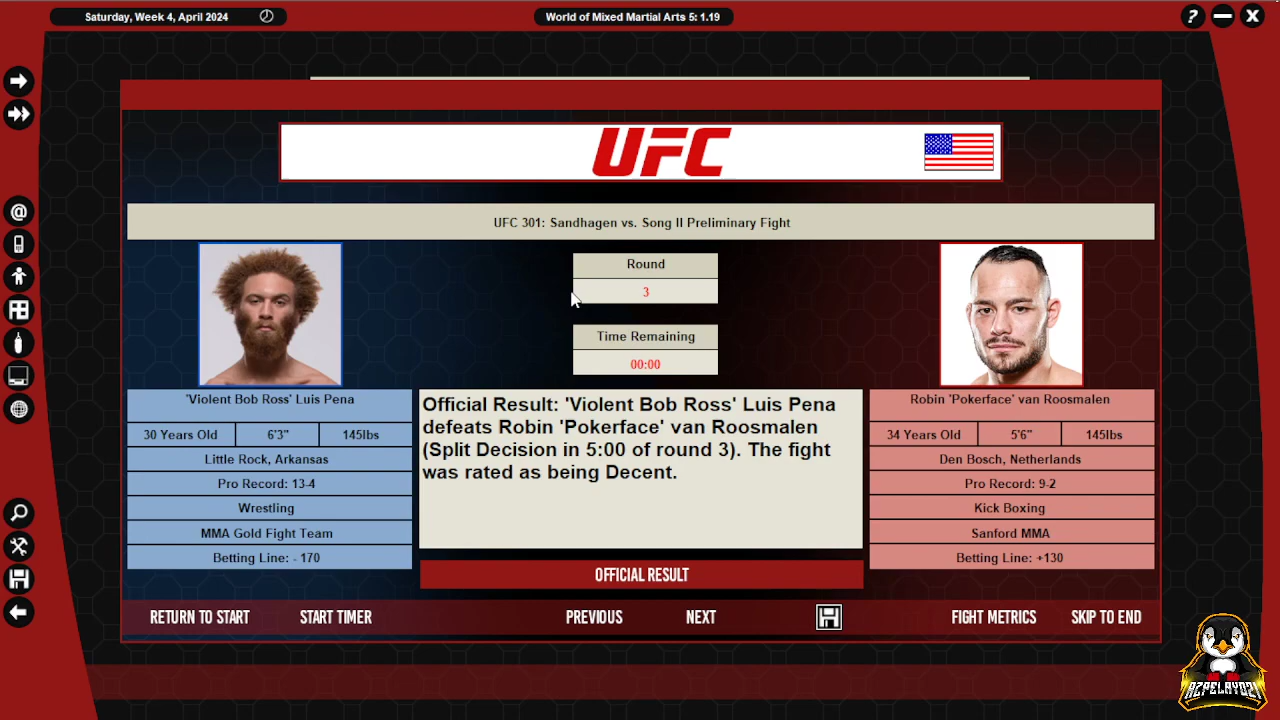 Saturday, Week 4, April 2024
World of Mixed Martial Arts 5: 1.19
?
X
@
UFC
UFC 301: Sandhagen vs. Song II Preliminary Fight
Round
3
Time Remaining
00:00
'Violent Bob Ross' Luis Pena
30 Years Old
6'3"
145lbs
Little Rock, Arkansas
Pro Record: 13-4
Wrestling
MMA Gold Fight Team
Betting Line: - 170
Official Result: 'Violent Bob Ross' Luis Pena
defeats Robin 'Pokerface' van Roosmalen
(Split Decision in 5:00 of round 3). The fight
was rated as being Decent.
OFFICIAL RESULT
Robin 'Pokerface' van Roosmalen
34 Years Old
5'6"
145lbs
Den Bosch, Netherlands
Pro Record: 9-2
Kick Boxing
Sanford MMA
Betting Line: +130
RETURN TO START
START TIMER
PREVIOUS
NEXT
FIGHT METRICS
SKIP TO END
AZPELAYO21